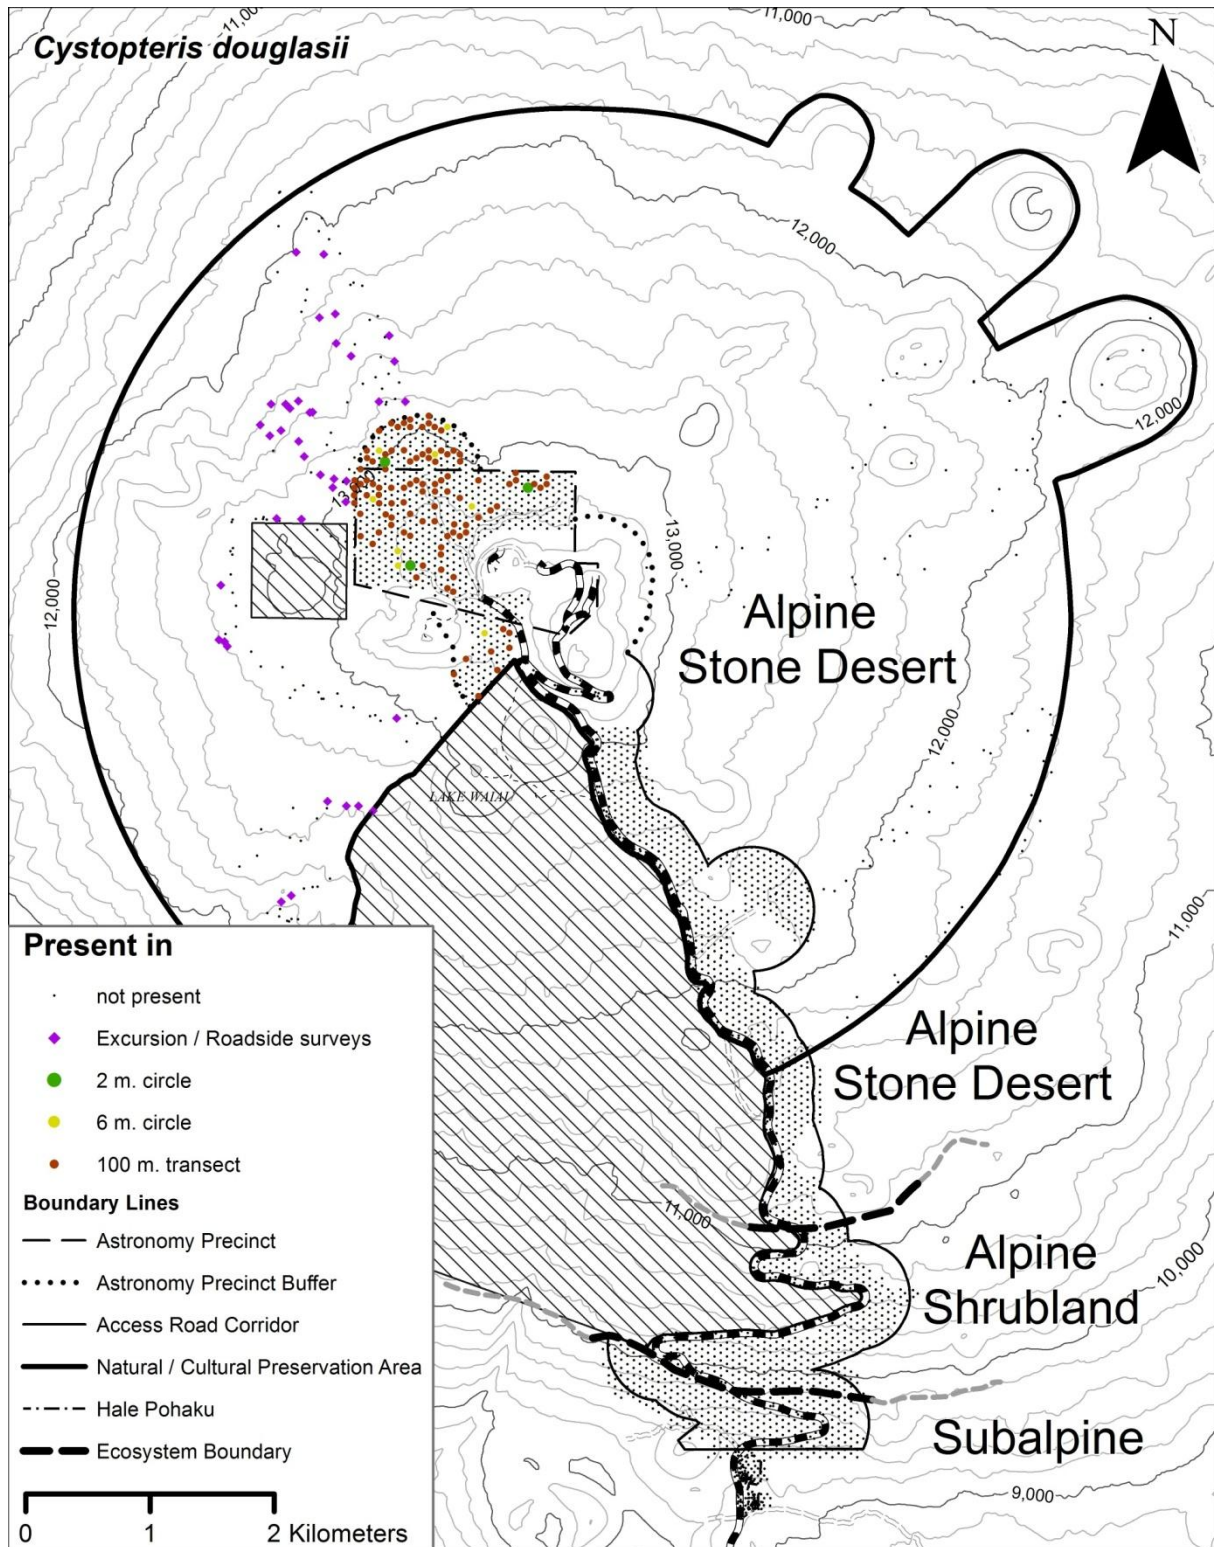 Cystopteris douglasii
11,000
11,000
N
12,000
12,000
13,000
13,000
12,000
Alpine
Stone Desert
12,000
LAKE WAIAU
11,000
Present in
not present
Excursion / Roadside surveys
2 m. circle
6 m. circle
100 m. transect
Boundary Lines
Astronomy Precinct
Astronomy Precinct Buffer
Access Road Corridor
Natural / Cultural Preservation Area
Hale Pohaku
Ecosystem Boundary
0 1 2 Kilometers
Alpine
Stone Desert
11,000
Alpine
Shrubland
10,000
Subalpine
9,000